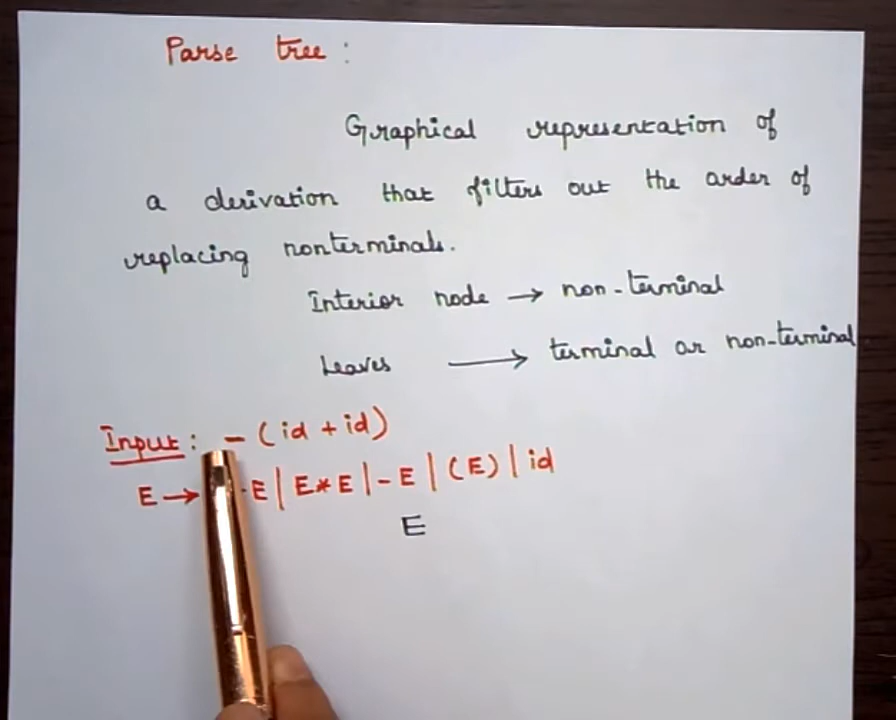 Parse tree :
Graphical representation of
a derivation that filters out the order of
replacing nonterminals.
Interior node → non-terminal
Leaves → terminal or non-terminal
Input : - (id + id)
E → E | E * E | - E | (E) | id
E